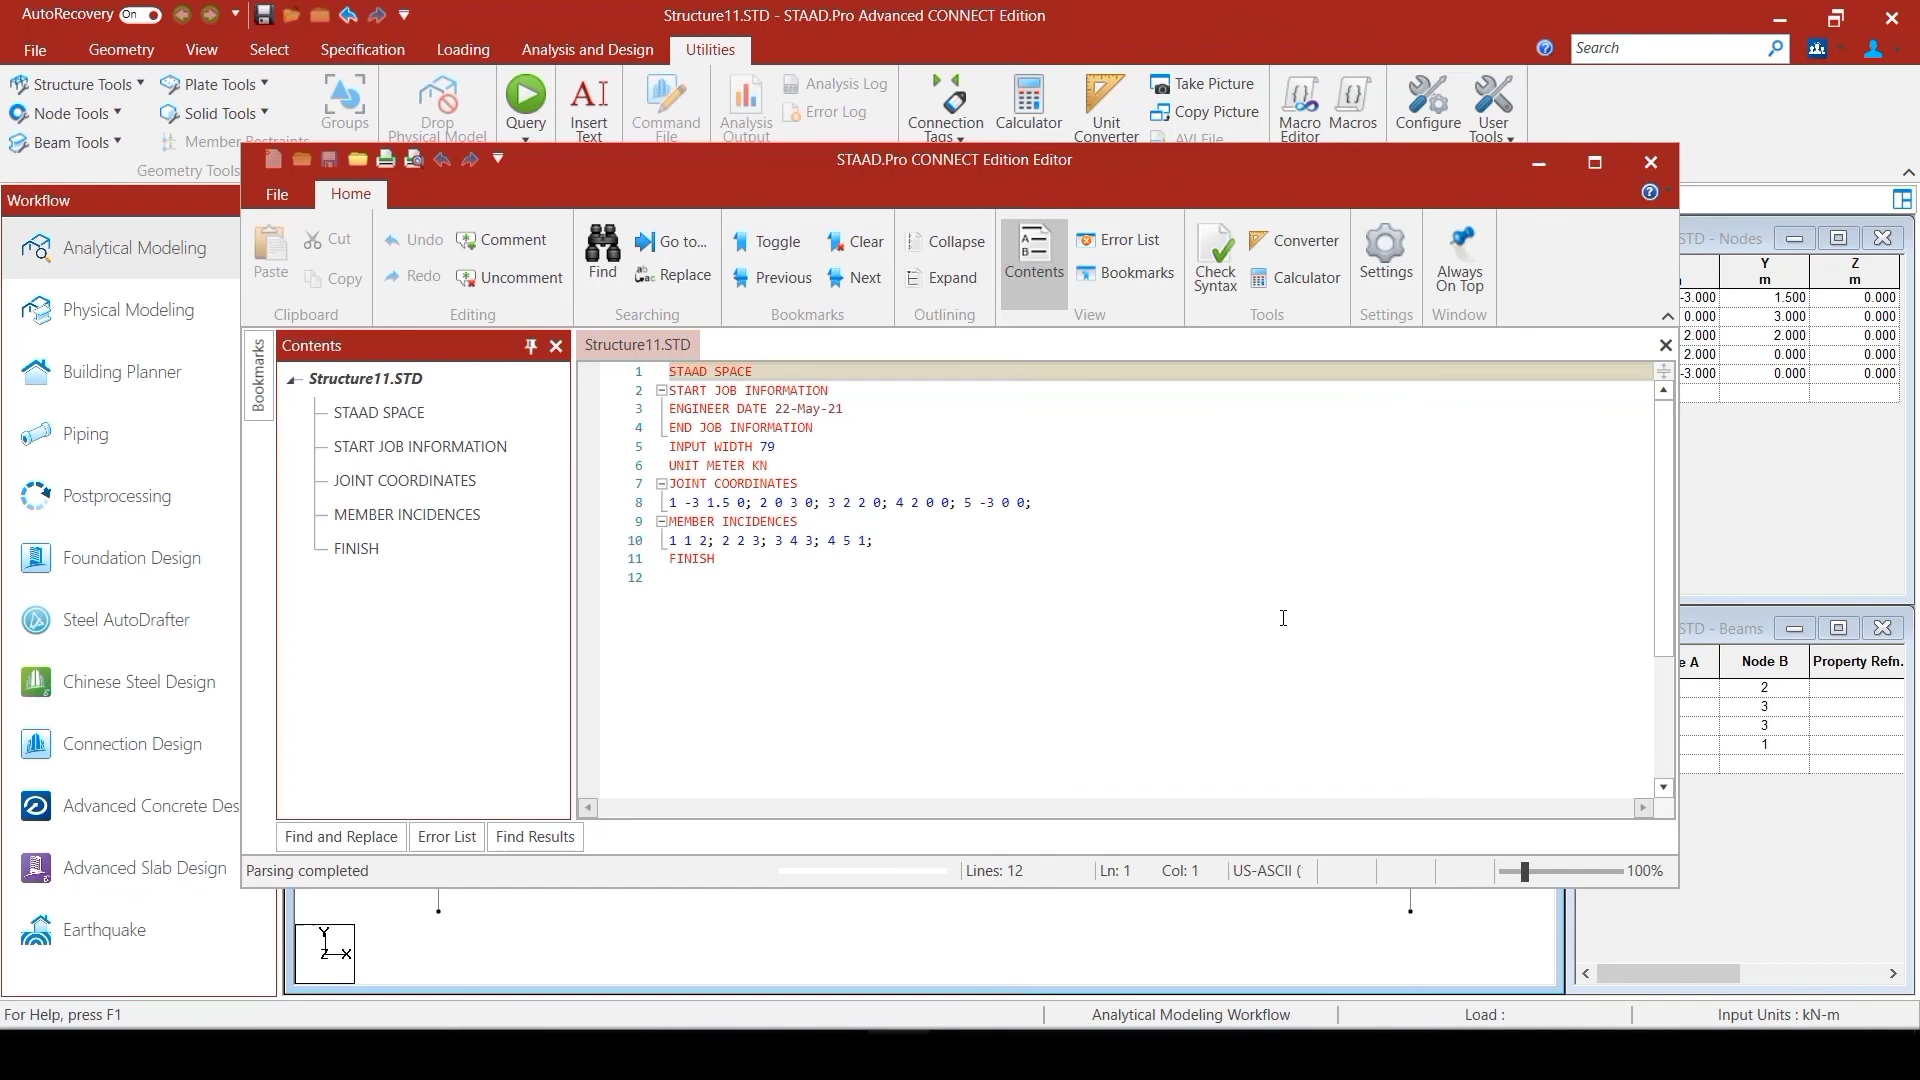 AutoRecovery On
Structure11.STD - STAAD.Pro Advanced CONNECT Edition
File Geometry View Select Specification Loading Analysis and Design Utilities
Search
Structure Tools Plate Tools
Node Tools Solid Tools
Beam Tools Member Restraints
Geometry Tools
Groups
Drop Physical Model
Query
Insert Text
Command File
Analysis Output
Analysis Log
Error Log
Connection Tags
Calculator
Unit Converter
Take Picture
Copy Picture
AVI File
Macro Editor
Macros
Configure
User Tools
STAAD.Pro CONNECT Edition Editor
File Home
Paste Cut Copy
Clipboard
Undo Comment
Redo Uncomment
Editing
Find Go to...
Replace
Searching
Toggle Clear
Previous Next
Bookmarks
Collapse
Expand
Outlining
Contents Error List
Bookmarks
View
Check Syntax
Converter
Calculator
Tools
Settings
Settings
Always On Top
Window
Workflow
Analytical Modeling
Physical Modeling
Building Planner
Piping
Postprocessing
Foundation Design
Steel AutoDrafter
Chinese Steel Design
Connection Design
Advanced Concrete Des
Advanced Slab Design
Earthquake
Bookmarks
Contents
Structure11.STD
STAAD SPACE
START JOB INFORMATION
JOINT COORDINATES
MEMBER INCIDENCES
FINISH
Structure11.STD
1 STAAD SPACE
2 START JOB INFORMATION
3 ENGINEER DATE 22-May-21
4 END JOB INFORMATION
5 INPUT WIDTH 79
6 UNIT METER KN
7 JOINT COORDINATES
8 1 -3 1.5 0; 2 0 3 0; 3 2 2 0; 4 2 0 0; 5 -3 0 0;
9 MEMBER INCIDENCES
10 1 1 2; 2 2 3; 3 4 3; 4 5 1;
11 FINISH
12
Find and Replace Error List Find Results
Parsing completed
Lines: 12 Ln: 1 Col: 1 US-ASCII ( 100%
STD - Nodes
Y Z
m m
-3.000 1.500 0.000
0.000 3.000 0.000
2.000 2.000 0.000
2.000 0.000 0.000
-3.000 0.000 0.000
STD - Beams
e A Node B Property Refn.
2
3
3
1
Y
Z X
For Help, press F1
Analytical Modeling Workflow
Load :
Input Units : kN-m